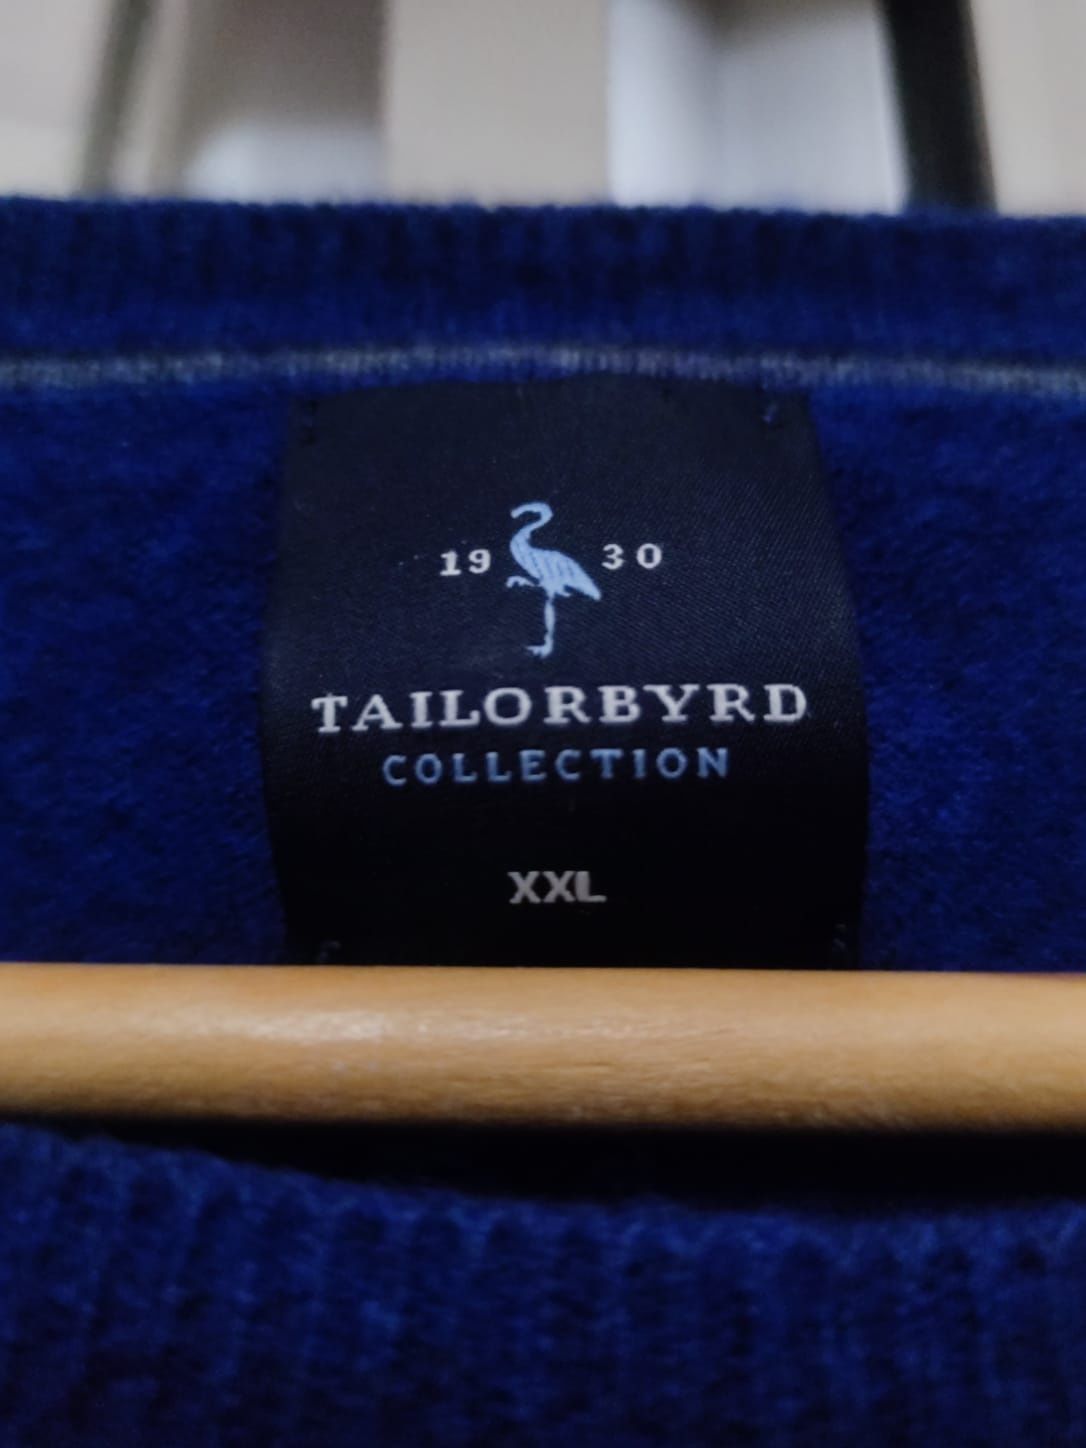 19 30
TAILORBYRD
COLLECTION
XXL